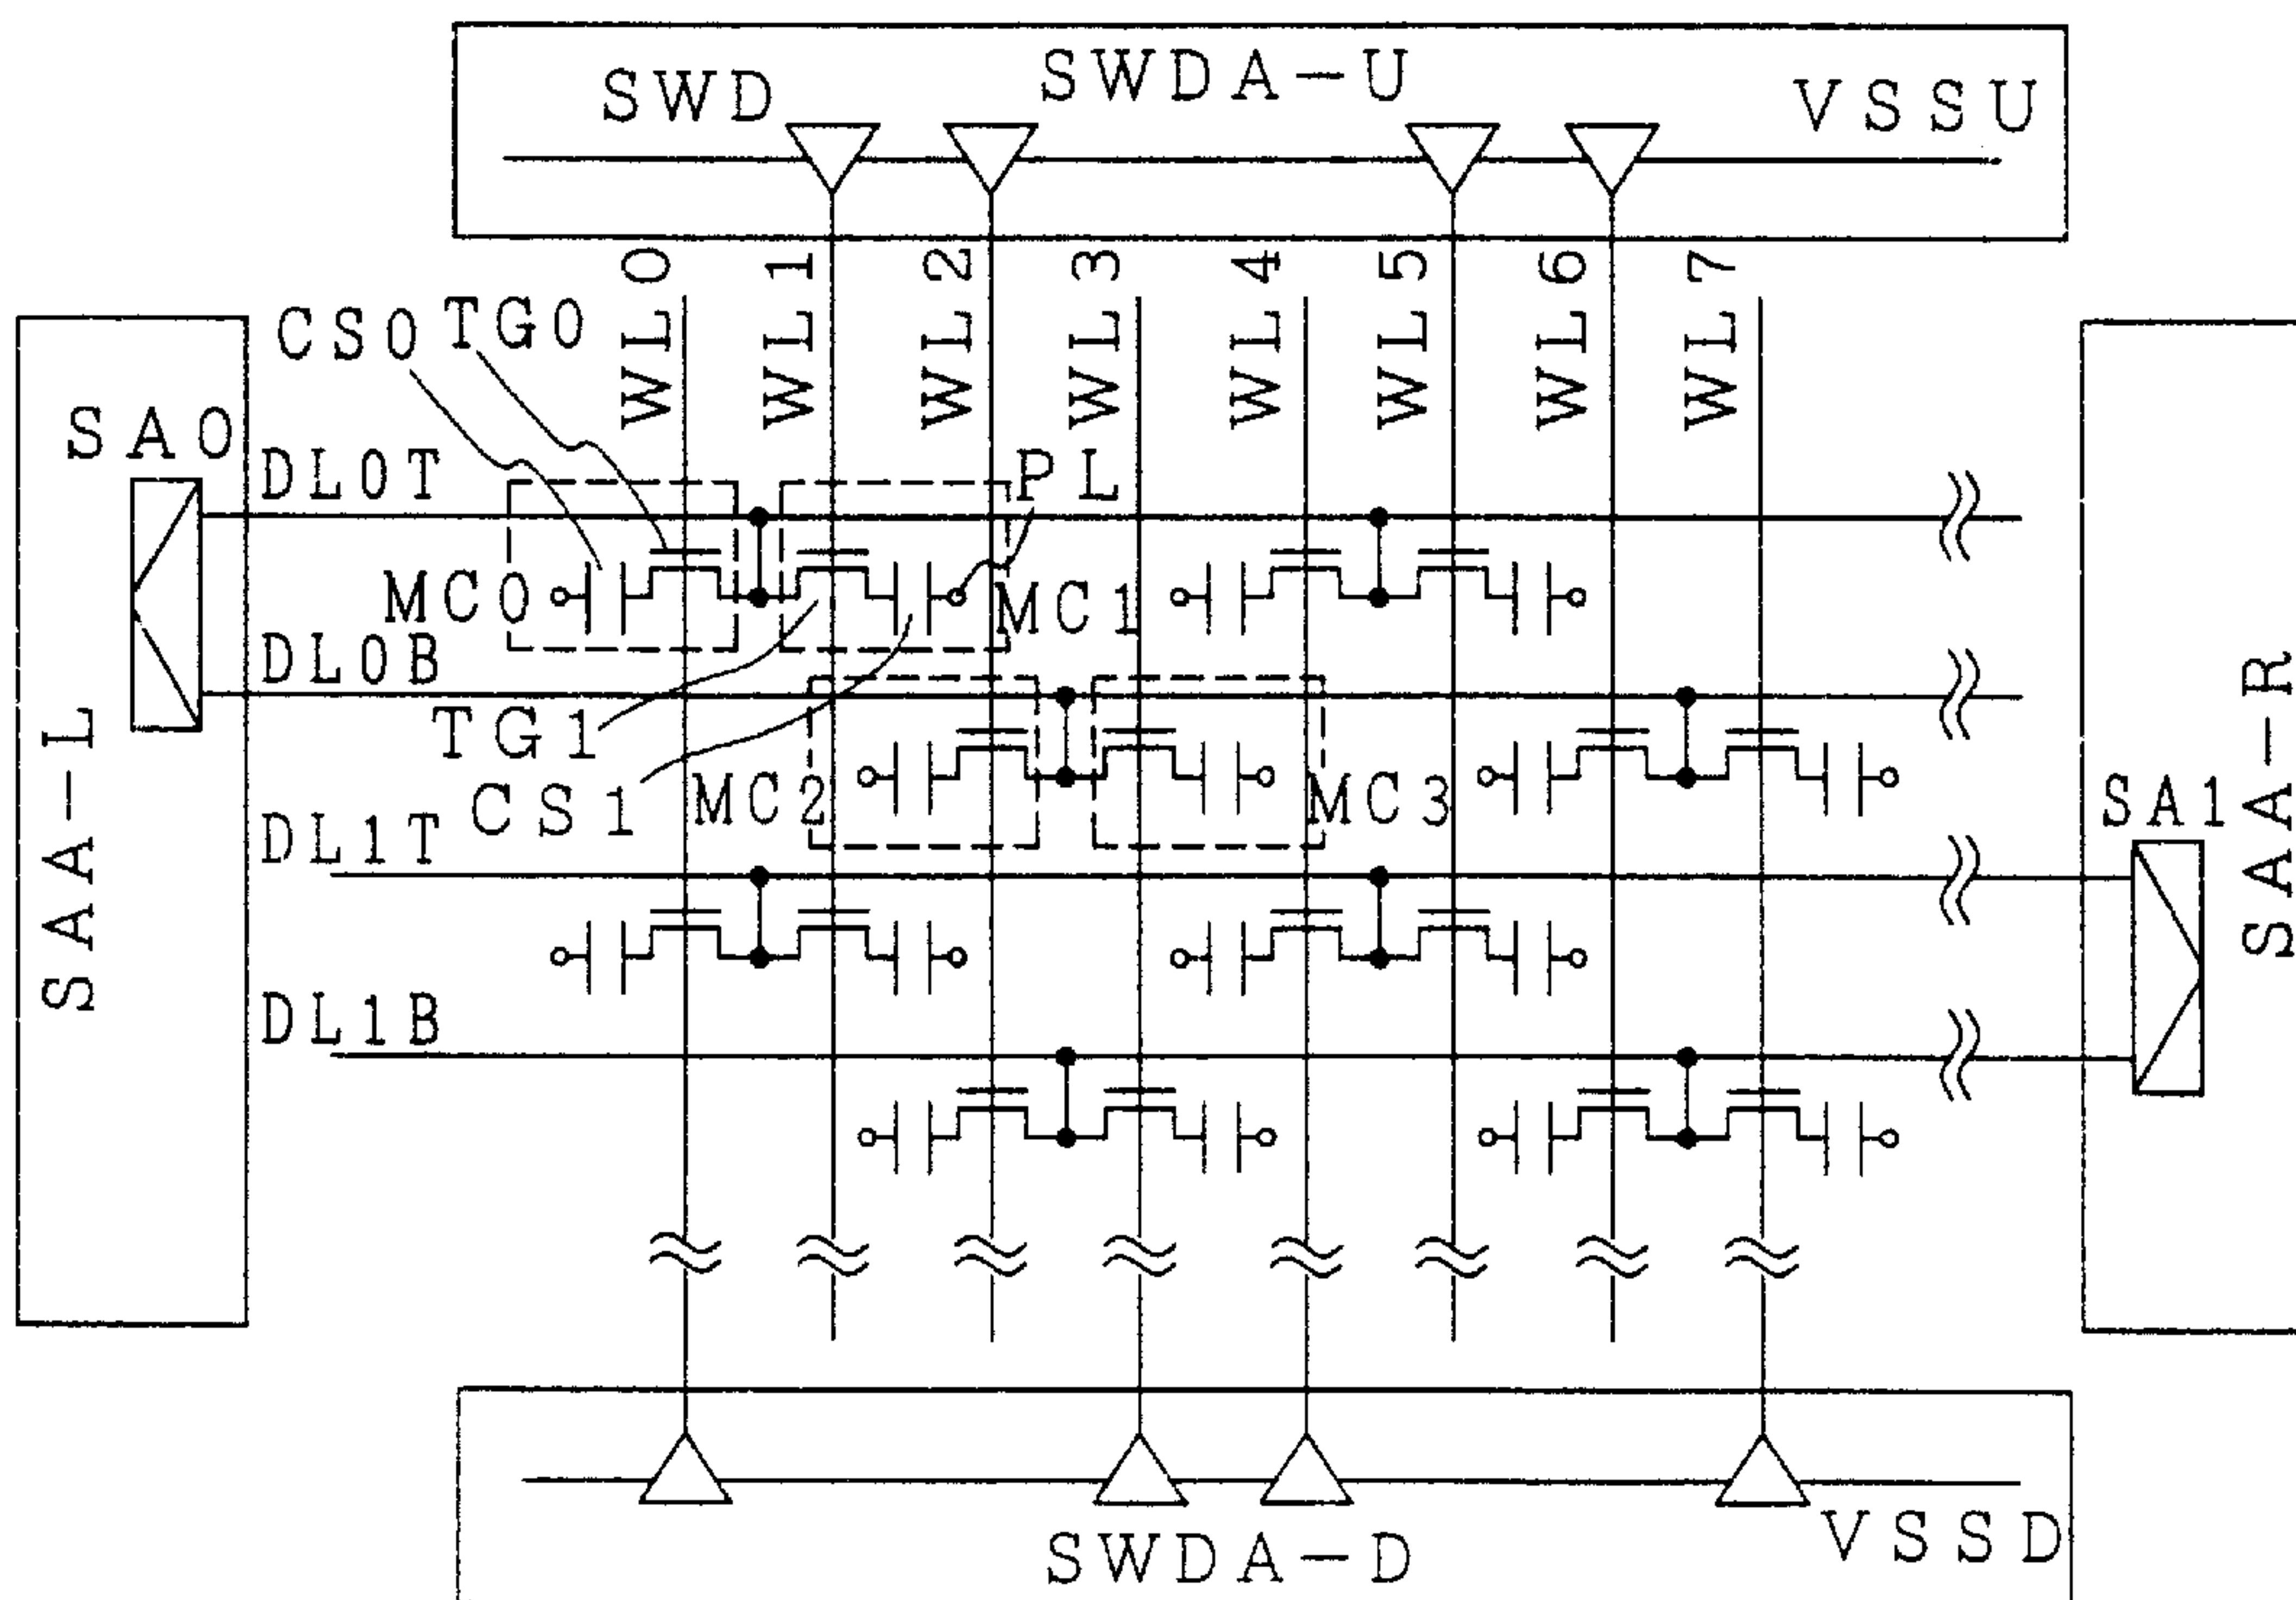 SWD
SWDA-U
VSSU
WL0
WL1
WL2
WL3
WL4
WL5
WL6
WL7
CS0
TG0
SA0
DL0T
PL
MC0
MC1
DL0B
SAA-L
SAA-R
TG1
CS1
MC2
MC3
SA1
DL1T
DL1B
SWDA-D
VSSD